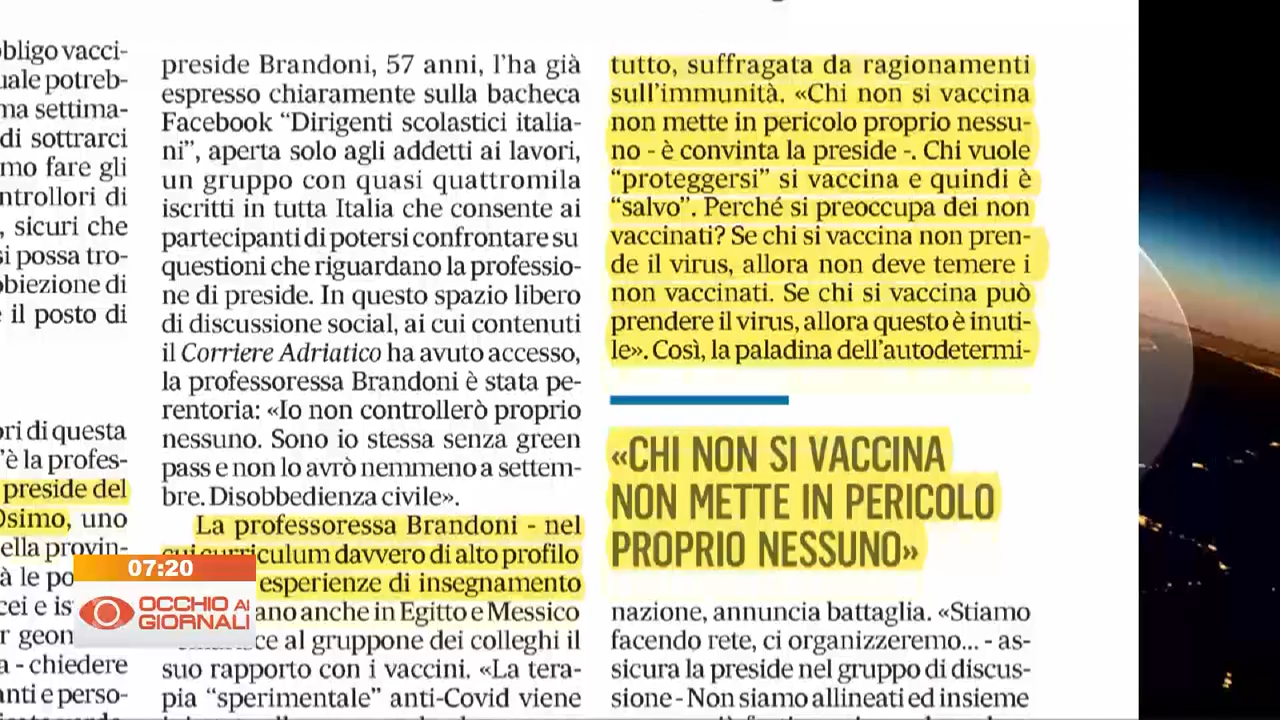 bligo vacci-
uale potreb-
ma settima-
di sottrarci
mo fare gli
ntrollori di
, sicuri che
si possa tro-
biezione di
e il posto di
ori di questa
'è la profes-
preside del
Osimo, uno
ella provin-
à le po
cei e is
r geon
a - chiedere
anti e perso-
preside Brandoni, 57 anni, l'ha già
espresso chiaramente sulla bacheca
Facebook “Dirigenti scolastici italia-
ni”, aperta solo agli addetti ai lavori,
un gruppo con quasi quattromila
iscritti in tutta Italia che consente ai
partecipanti di potersi confrontare su
questioni che riguardano la professio-
ne di preside. In questo spazio libero
di discussione social, ai cui contenuti
il Corriere Adriatico ha avuto accesso,
la professoressa Brandoni è stata pe-
rentoria: «Io non controllerò proprio
nessuno. Sono io stessa senza green
pass e non lo avrò nemmeno a settem-
bre. Disobbedienza civile».
La professoressa Brandoni - nel
cui curriculum davvero di alto profilo
esperienze di insegnamento
ano anche in Egitto e Messico
ce al gruppone dei colleghi il
suo rapporto con i vaccini. «La tera-
pia “sperimentale” anti-Covid viene
tutto, suffragata da ragionamenti
sull'immunità. «Chi non si vaccina
non mette in pericolo proprio nessu-
no - è convinta la preside -. Chi vuole
“proteggersi” si vaccina e quindi è
“salvo”. Perché si preoccupa dei non
vaccinati? Se chi si vaccina non pren-
de il virus, allora non deve temere i
non vaccinati. Se chi si vaccina può
prendere il virus, allora questo è inuti-
le». Così, la paladina dell'autodetermi-
«CHI NON SI VACCINA
NON METTE IN PERICOLO
PROPRIO NESSUNO»
nazione, annuncia battaglia. «Stiamo
facendo rete, ci organizzeremo... - as-
sicura la preside nel gruppo di discus-
sione - Non siamo allineati ed insieme
07:20
OCCHIO AI
GIORNALI